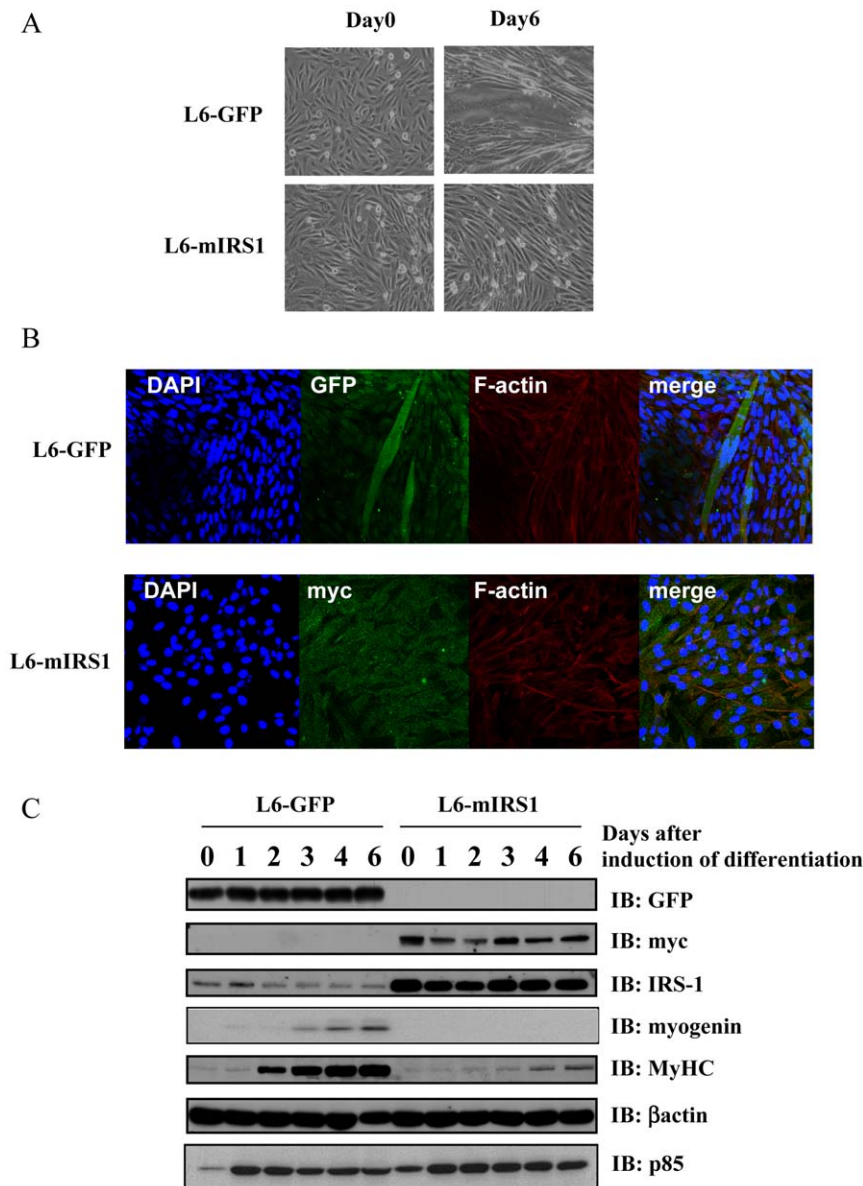 A
Day0 Day6
L6-GFP
L6-mIRS1
B
DAPI GFP F-actin merge
L6-GFP
DAPI myc F-actin merge
L6-mIRS1
C
L6-GFP L6-mIRS1
Days after
induction of differentiation
0 1 2 3 4 6 0 1 2 3 4 6
IB: GFP
IB: myc
IB: IRS-1
IB: myogenin
IB: MyHC
IB: βactin
IB: p85